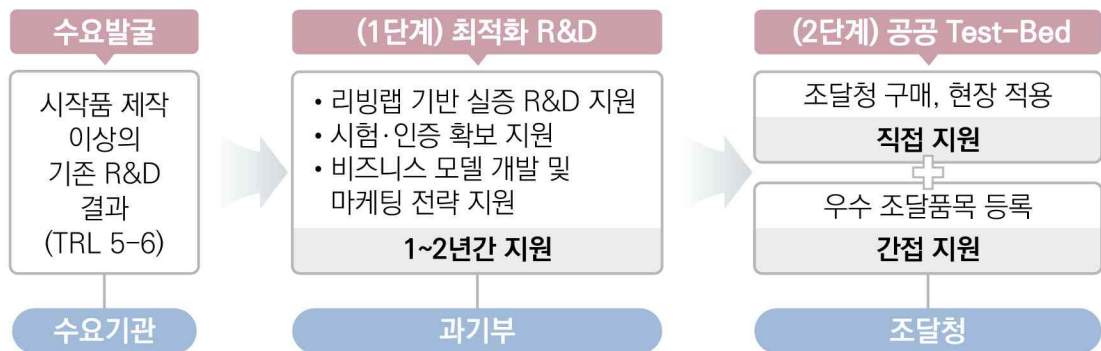 수요발굴
시작품 제작
이상의
기존 R&D
결과
(TRL 5-6)
수요기관
(1단계) 최적화 R&D
• 리빙랩 기반 실증 R&D 지원
• 시험·인증 확보 지원
• 비즈니스 모델 개발 및
마케팅 전략 지원
1~2년간 지원
과기부
(2단계) 공공 Test-Bed
조달청 구매, 현장 적용
직접 지원
우수 조달품목 등록
간접 지원
조달청